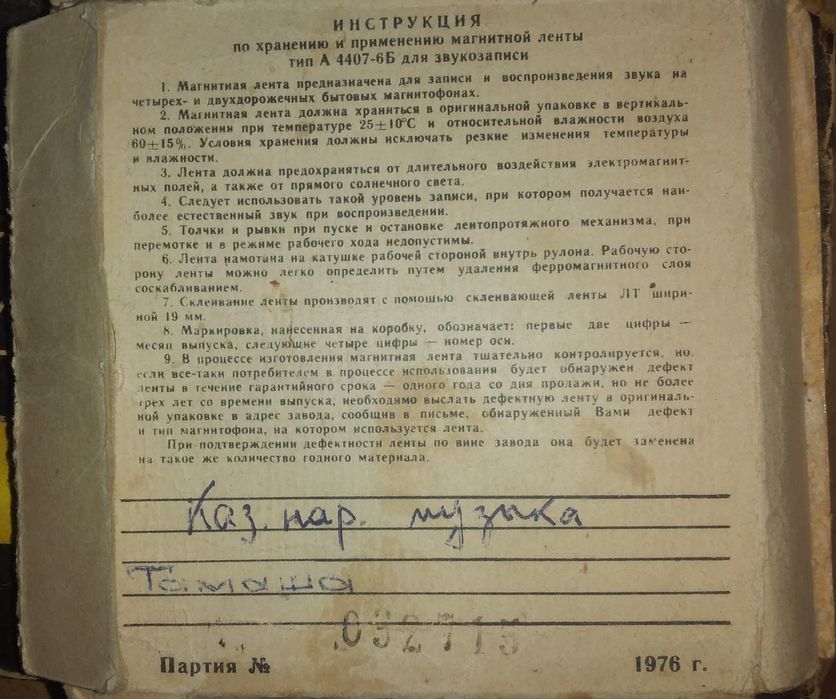 ИНСТРУКЦИЯ
по хранению и применению магнитной ленты
тип А 4407-6Б для звукозаписи
1. Магнитная лента предназначена для записи и воспроизведения звука на
четырех- и двухдорожечных бытовых магнитофонах.
2. Магнитная лента должна храниться в оригинальной упаковке в вертикаль-
ном положении при температуре 25±10°С и относительной влажности воздуха
60±15%. Условия хранения должны исключать резкие изменения температуры
и влажности.
3. Лента должна предохраняться от длительного воздействия электромагнит-
ных полей, а также от прямого солнечного света.
4. Следует использовать такой уровень записи, при котором получается наи-
более естественный звук при воспроизведении.
5. Толчки и рывки при пуске и остановке лентопротяжного механизма, при
перемотке и в режиме рабочего хода недопустимы.
6. Лента намотана на катушке рабочей стороной внутрь рулона. Рабочую сто-
рону ленты можно легко определить путем удаления ферромагнитного слоя
соскабливанием.
7. Склеивание ленты производят с помощью склеивающей ленты ЛТ шири-
ной 19 мм.
8. Маркировка, нанесенная на коробку, обозначает: первые две цифры —
месяц выпуска, следующие четыре цифры — номер оси.
9. В процессе изготовления магнитная лента тщательно контролируется, но
если все-таки потребителем в процессе использования будет обнаружен дефект
ленты в течение гарантийного срока — одного года со дня продажи, но не более
трех лет со времени выпуска, необходимо выслать дефектную ленту в оригиналь-
ной упаковке в адрес завода, сообщив в письме, обнаруженный Вами дефект
и тип магнитофона, на котором используется лента.
При подтверждении дефектности ленты по вине завода она будет заменена
на такое же количество годного материала.
Каз. нар. музыка
Тамаша
032715
Партия № 1976 г.